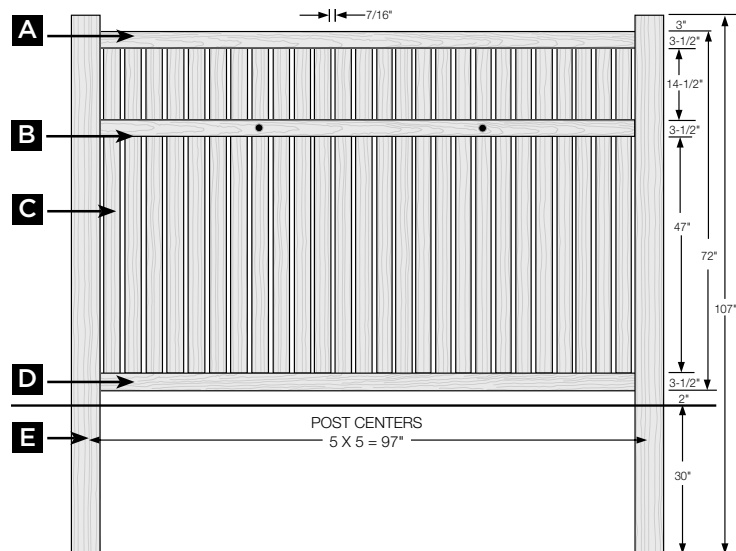 7/16"
A
3"
3-1/2"
14-1/2"
B
3-1/2"
C
47"
72"
107"
D
3-1/2"
2"
E
POST CENTERS
5 X 5 = 97"
30"